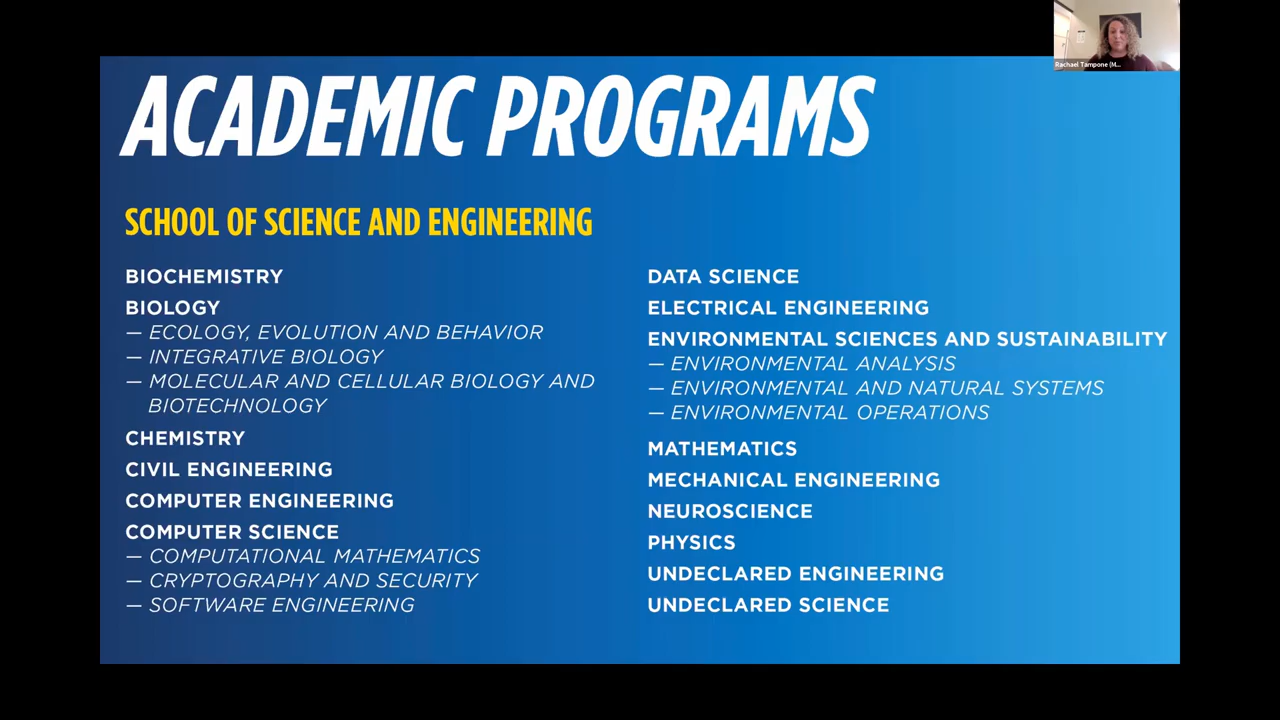 Rachael Tampone (M...
ACADEMIC PROGRAMS
SCHOOL OF SCIENCE AND ENGINEERING
BIOCHEMISTRY
BIOLOGY
— ECOLOGY, EVOLUTION AND BEHAVIOR
— INTEGRATIVE BIOLOGY
— MOLECULAR AND CELLULAR BIOLOGY AND
BIOTECHNOLOGY
CHEMISTRY
CIVIL ENGINEERING
COMPUTER ENGINEERING
COMPUTER SCIENCE
— COMPUTATIONAL MATHEMATICS
— CRYPTOGRAPHY AND SECURITY
— SOFTWARE ENGINEERING
DATA SCIENCE
ELECTRICAL ENGINEERING
ENVIRONMENTAL SCIENCES AND SUSTAINABILITY
— ENVIRONMENTAL ANALYSIS
— ENVIRONMENTAL AND NATURAL SYSTEMS
— ENVIRONMENTAL OPERATIONS
MATHEMATICS
MECHANICAL ENGINEERING
NEUROSCIENCE
PHYSICS
UNDECLARED ENGINEERING
UNDECLARED SCIENCE